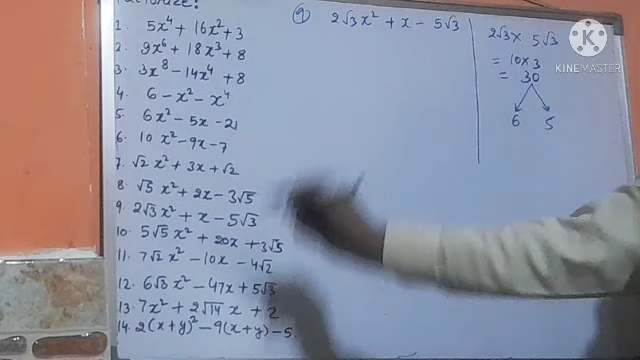 Factorize:
1. 5x⁴ + 16x² + 3
2. 9x⁶ + 18x³ + 8
3. 3x⁸ - 14x⁴ + 8
4. 6 - x² - x⁴
5. 6x² - 5x - 21
6. 10x² - 9x - 7
7. √2 x² + 3x + √2
8. √5 x² + 2x - 3√5
9. 2√3 x² + x - 5√3
10. 5√5 x² + 20x + 3√5
11. 7√2 x² - 10x - 4√2
12. 6√3 x² - 47x + 5√3
13. 7x² + 2√14 x + 2
14. 2(x+y)² - 9(x+y) - 5
⑨ 2√3x² + x - 5√3
2√3 × 5√3
= 10×3
= 30
6 5
KINEMASTER